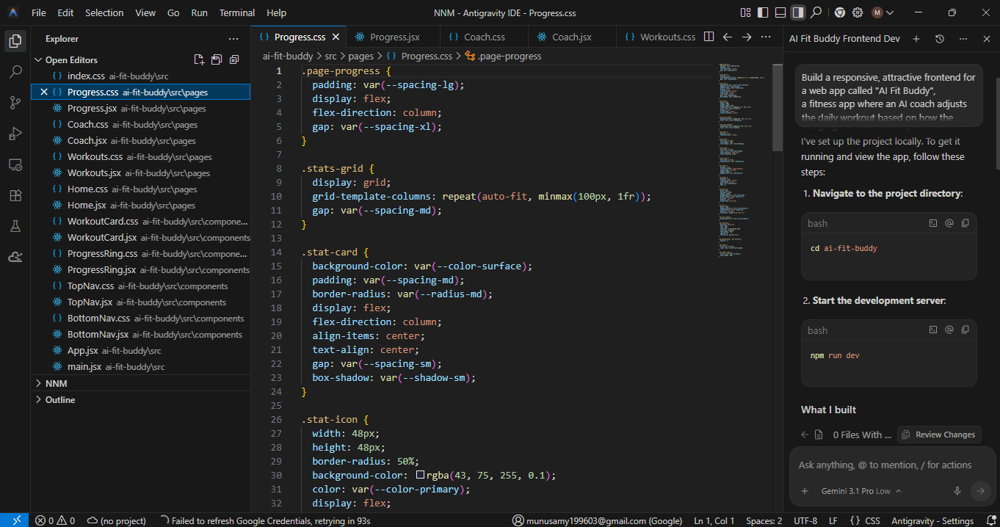 File Edit Selection View Go Run Terminal Help NNM - Antigravity IDE - Progress.css M
Explorer
Open Editors
index.css ai-fit-buddy\src
Progress.css ai-fit-buddy\src\pages
Progress.jsx ai-fit-buddy\src\pages
Coach.css ai-fit-buddy\src\pages
Coach.jsx ai-fit-buddy\src\pages
Workouts.css ai-fit-buddy\src\pages
Workouts.jsx ai-fit-buddy\src\pages
Home.css ai-fit-buddy\src\pages
Home.jsx ai-fit-buddy\src\pages
WorkoutCard.css ai-fit-buddy\src\compone...
WorkoutCard.jsx ai-fit-buddy\src\components
ProgressRing.css ai-fit-buddy\src\compone...
ProgressRing.jsx ai-fit-buddy\src\components
TopNav.css ai-fit-buddy\src\components
TopNav.jsx ai-fit-buddy\src\components
BottomNav.css ai-fit-buddy\src\components
BottomNav.jsx ai-fit-buddy\src\components
App.jsx ai-fit-buddy\src
main.jsx ai-fit-buddy\src
NNM
Outline
Progress.css Progress.jsx Coach.css Coach.jsx Workouts.css
ai-fit-buddy > src > pages > { } Progress.css > .page-progress
1 .page-progress {
2 padding: var(--spacing-lg);
3 display: flex;
4 flex-direction: column;
5 gap: var(--spacing-xl);
6 }
7
8 .stats-grid {
9 display: grid;
10 grid-template-columns: repeat(auto-fit, minmax(100px, 1fr));
11 gap: var(--spacing-md);
12 }
13
14 .stat-card {
15 background-color: var(--color-surface);
16 padding: var(--spacing-md);
17 border-radius: var(--radius-md);
18 display: flex;
19 flex-direction: column;
20 align-items: center;
21 text-align: center;
22 gap: var(--spacing-sm);
23 box-shadow: var(--shadow-sm);
24 }
25
26 .stat-icon {
27 width: 48px;
28 height: 48px;
29 border-radius: 50%;
30 background-color: rgba(43, 75, 255, 0.1);
31 color: var(--color-primary);
32 display: flex;
AI Fit Buddy Frontend Dev
Build a responsive, attractive frontend for
a web app called "AI Fit Buddy",
a fitness app where an AI coach adjusts
the daily workout based on how the
I've set up the project locally. To get it
running and view the app, follow these
steps:
1. Navigate to the project directory:
bash
cd ai-fit-buddy
2. Start the development server:
bash
npm run dev
What I built
0 Files With ... Review Changes
Ask anything, @ to mention, / for actions
Gemini 3.1 Pro Low
0 0 (no project) Failed to refresh Google Credentials, retrying in 93s munusamy199603@gmail.com (Google) Ln 1, Col 1 Spaces: 2 UTF-8 LF { } CSS Antigravity - Settings